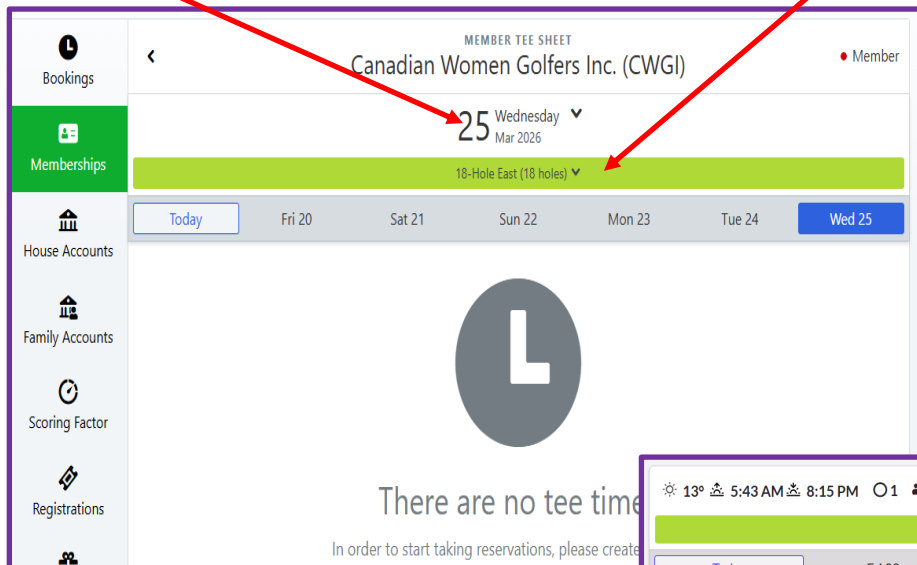 Bookings
Memberships
House Accounts
Family Accounts
Scoring Factor
Registrations
MEMBER TEE SHEET
Canadian Women Golfers Inc. (CWGI)
Member
25 Wednesday
Mar 2026
18-Hole East (18 holes)
Today Fri 20 Sat 21 Sun 22 Mon 23 Tue 24 Wed 25
There are no tee time
In order to start taking reservations, please create
13° 5:43 AM 8:15 PM 1